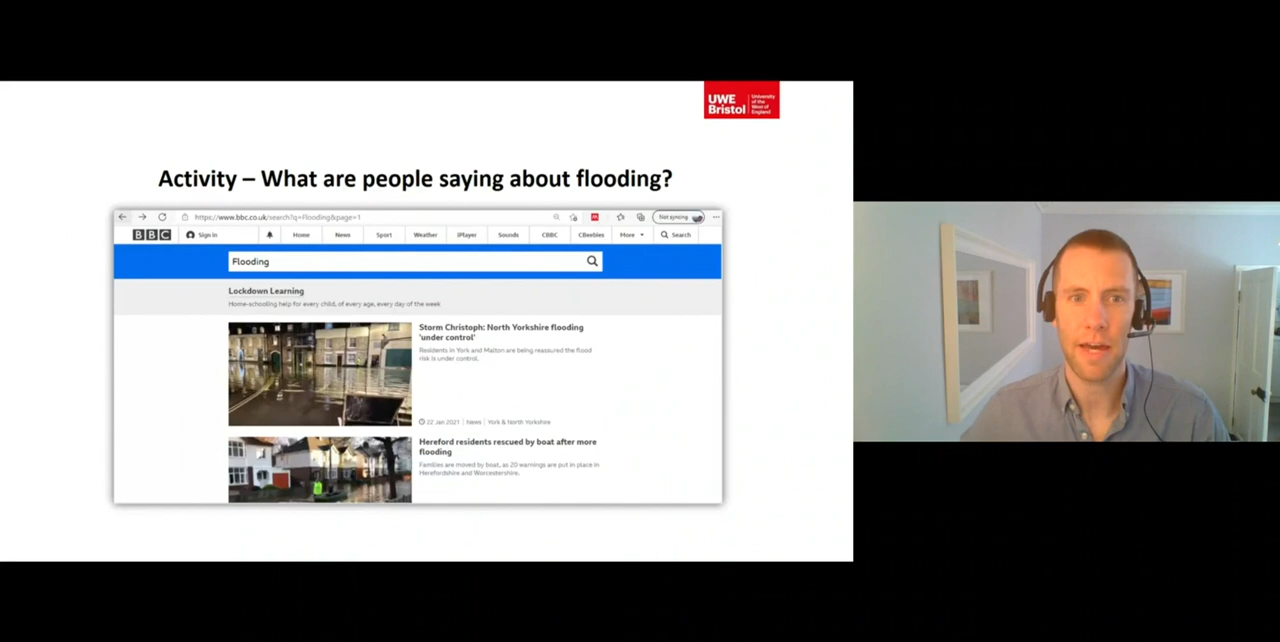 UWE
Bristol
University
of the
West of
England
Activity – What are people saying about flooding?
https://www.bbc.co.uk/search?q=Flooding&page=1
Not syncing
BBC
Sign in
Home
News
Sport
Weather
iPlayer
Sounds
CBBC
CBeebies
More
Search
Flooding
Lockdown Learning
Home-schooling help for every child, of every age, every day of the week
Storm Christoph: North Yorkshire flooding
'under control'
Residents in York and Malton are being reassured the flood
risk is under control.
22 Jan 2021 | News | York & North Yorkshire
Hereford residents rescued by boat after more
flooding
Families are moved by boat, as 20 warnings are put in place in
Herefordshire and Worcestershire.